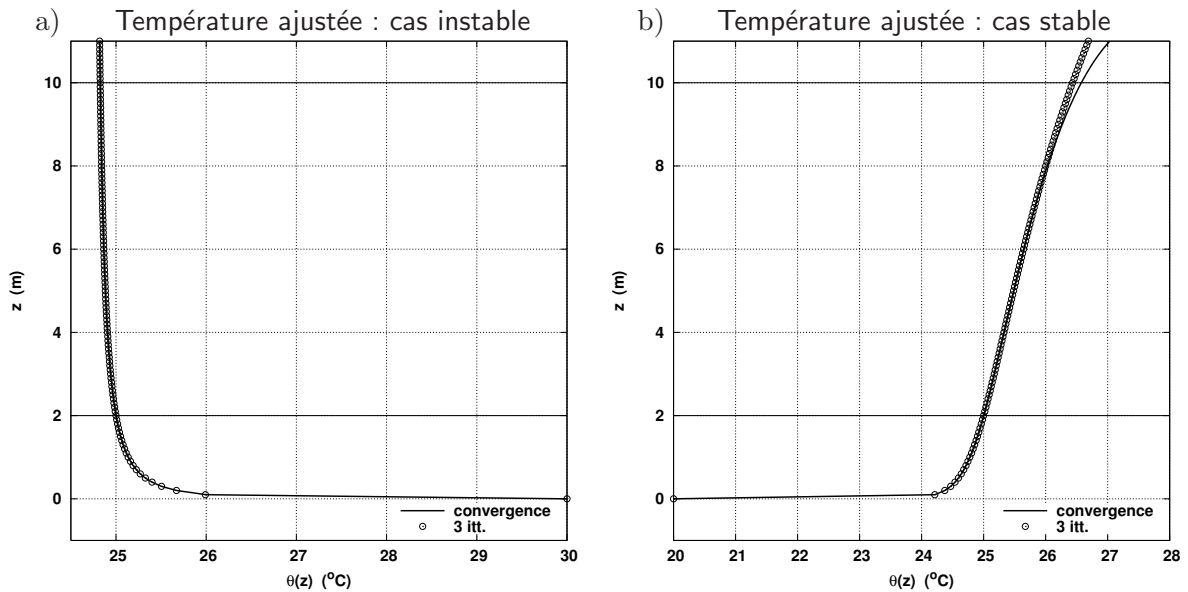 a) Température ajustée : cas instable
10
8
6
4
2
0
z (m)
25 26 27 28 29 30
θ(z) (°C)
convergence
3 itt.
b) Température ajustée : cas stable
10
8
6
4
2
0
z (m)
20 21 22 23 24 25 26 27 28
θ(z) (°C)
convergence
3 itt.